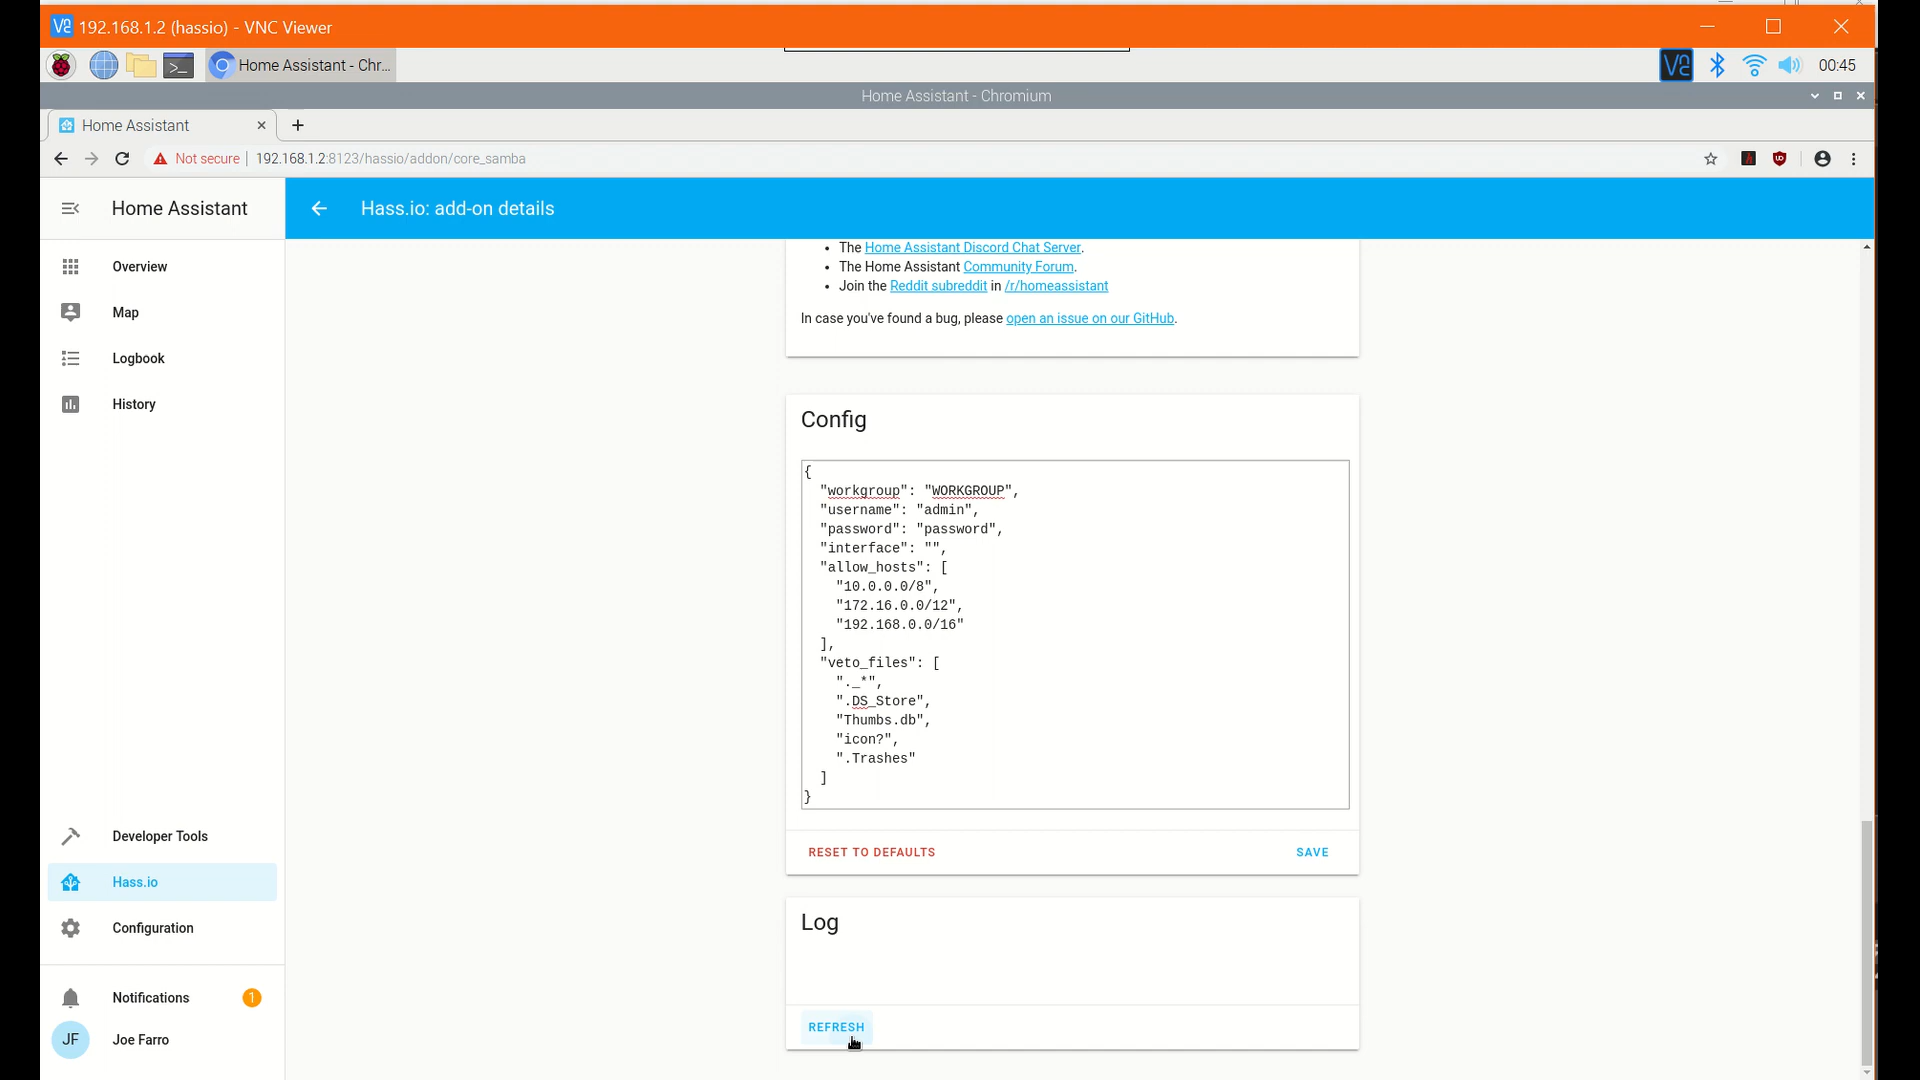 192.168.1.2 (hassio) - VNC Viewer
Home Assistant - Chr...
00:45
Home Assistant - Chromium
Home Assistant
Not secure
192.168.1.2:8123/hassio/addon/core_samba
Home Assistant
Hass.io: add-on details
Overview
Map
Logbook
History
Developer Tools
Hass.io
Configuration
Notifications
1
JF
Joe Farro
• The Home Assistant Discord Chat Server.
• The Home Assistant Community Forum.
• Join the Reddit subreddit in /r/homeassistant
In case you've found a bug, please open an issue on our GitHub.
Config
{
"workgroup": "WORKGROUP",
"username": "admin",
"password": "password",
"interface": "",
"allow_hosts": [
"10.0.0.0/8",
"172.16.0.0/12",
"192.168.0.0/16"
],
"veto_files": [
"._*",
".DS_Store",
"Thumbs.db",
"icon?",
".Trashes"
]
}
RESET TO DEFAULTS
SAVE
Log
REFRESH